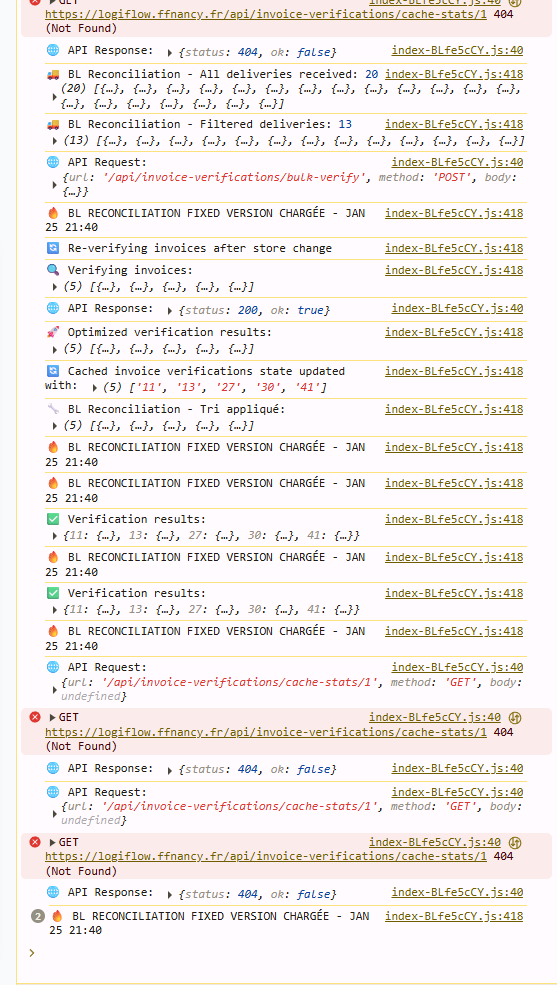 GET index-BLfe5cCY.js:40
https://logiflow.ffnancy.fr/api/invoice-verifications/cache-stats/1 404
(Not Found)
API Response: {status: 404, ok: false} index-BLfe5cCY.js:40
BL Reconciliation - All deliveries received: 20 index-BLfe5cCY.js:418
(20) [{…}, {…}, {…}, {…}, {…}, {…}, {…}, {…}, {…}, {…}, {…}, {…}, {…},
{…}, {…}, {…}, {…}, {…}, {…}, {…}]
BL Reconciliation - Filtered deliveries: 13 index-BLfe5cCY.js:418
(13) [{…}, {…}, {…}, {…}, {…}, {…}, {…}, {…}, {…}, {…}, {…}, {…}, {…}]
API Request: index-BLfe5cCY.js:40
{url: '/api/invoice-verifications/bulk-verify', method: 'POST', body:
{…}}
BL RECONCILIATION FIXED VERSION CHARGÉE - JAN index-BLfe5cCY.js:418
25 21:40
Re-verifying invoices after store change index-BLfe5cCY.js:418
Verifying invoices: index-BLfe5cCY.js:418
(5) [{…}, {…}, {…}, {…}, {…}]
API Response: {status: 200, ok: true} index-BLfe5cCY.js:40
Optimized verification results: index-BLfe5cCY.js:418
(5) [{…}, {…}, {…}, {…}, {…}]
Cached invoice verifications state updated index-BLfe5cCY.js:418
with: (5) ['11', '13', '27', '30', '41']
BL Reconciliation - Tri appliqué: index-BLfe5cCY.js:418
(5) [{…}, {…}, {…}, {…}, {…}]
BL RECONCILIATION FIXED VERSION CHARGÉE - JAN index-BLfe5cCY.js:418
25 21:40
BL RECONCILIATION FIXED VERSION CHARGÉE - JAN index-BLfe5cCY.js:418
25 21:40
Verification results: index-BLfe5cCY.js:418
{11: {…}, 13: {…}, 27: {…}, 30: {…}, 41: {…}}
BL RECONCILIATION FIXED VERSION CHARGÉE - JAN index-BLfe5cCY.js:418
25 21:40
Verification results: index-BLfe5cCY.js:418
{11: {…}, 13: {…}, 27: {…}, 30: {…}, 41: {…}}
BL RECONCILIATION FIXED VERSION CHARGÉE - JAN index-BLfe5cCY.js:418
25 21:40
API Request: index-BLfe5cCY.js:40
{url: '/api/invoice-verifications/cache-stats/1', method: 'GET', body:
undefined}
GET index-BLfe5cCY.js:40
https://logiflow.ffnancy.fr/api/invoice-verifications/cache-stats/1 404
(Not Found)
API Response: {status: 404, ok: false} index-BLfe5cCY.js:40
API Request: index-BLfe5cCY.js:40
{url: '/api/invoice-verifications/cache-stats/1', method: 'GET', body:
undefined}
GET index-BLfe5cCY.js:40
https://logiflow.ffnancy.fr/api/invoice-verifications/cache-stats/1 404
(Not Found)
API Response: {status: 404, ok: false} index-BLfe5cCY.js:40
2 BL RECONCILIATION FIXED VERSION CHARGÉE - JAN index-BLfe5cCY.js:418
25 21:40